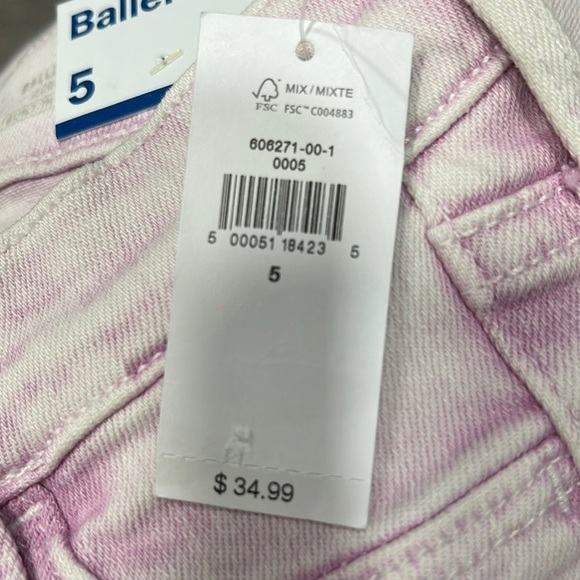 Baller
5
FSC
MIX/MIXTE
FSC™ C004883
606271-00-1
0005
5 00051 18423 5
5
$ 34.99